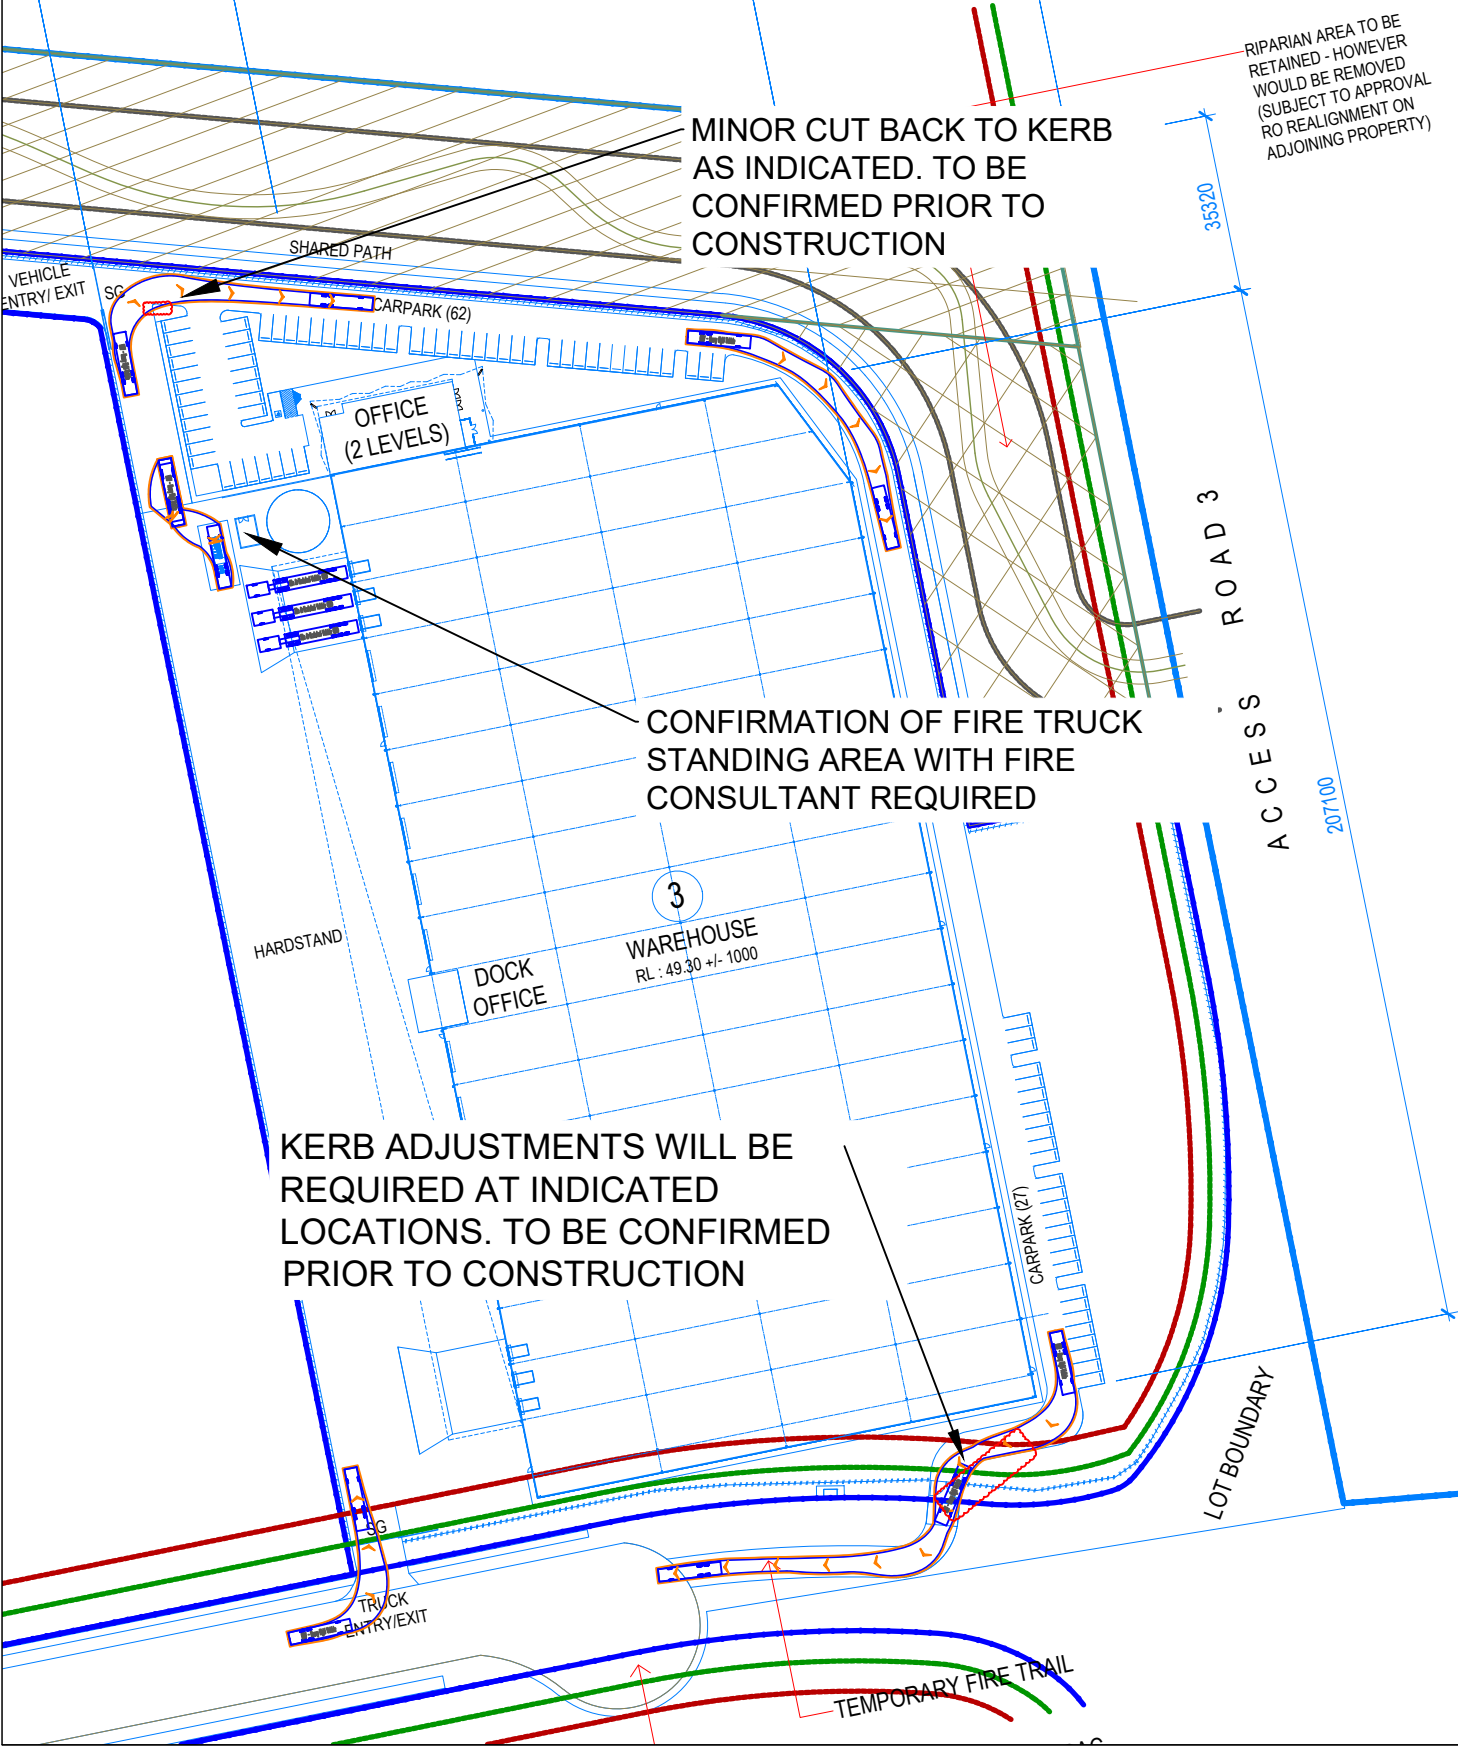 RIPARIAN AREA TO BE
RETAINED - HOWEVER
WOULD BE REMOVED
(SUBJECT TO APPROVAL
RO REALIGNMENT ON
ADJOINING PROPERTY)
MINOR CUT BACK TO KERB
AS INDICATED. TO BE
CONFIRMED PRIOR TO
CONSTRUCTION
35320
SHARED PATH
VEHICLE
ENTRY/ EXIT
SG
CARPARK (62)
OFFICE
(2 LEVELS)
ACCESS ROAD 3
CONFIRMATION OF FIRE TRUCK
STANDING AREA WITH FIRE
CONSULTANT REQUIRED
207100
3
WAREHOUSE
RL : 49.30 +/- 1000
HARDSTAND
DOCK
OFFICE
KERB ADJUSTMENTS WILL BE
REQUIRED AT INDICATED
LOCATIONS. TO BE CONFIRMED
PRIOR TO CONSTRUCTION
CARPARK (27)
LOT BOUNDARY
SG
TRUCK
ENTRY/EXIT
TEMPORARY FIRE TRAIL